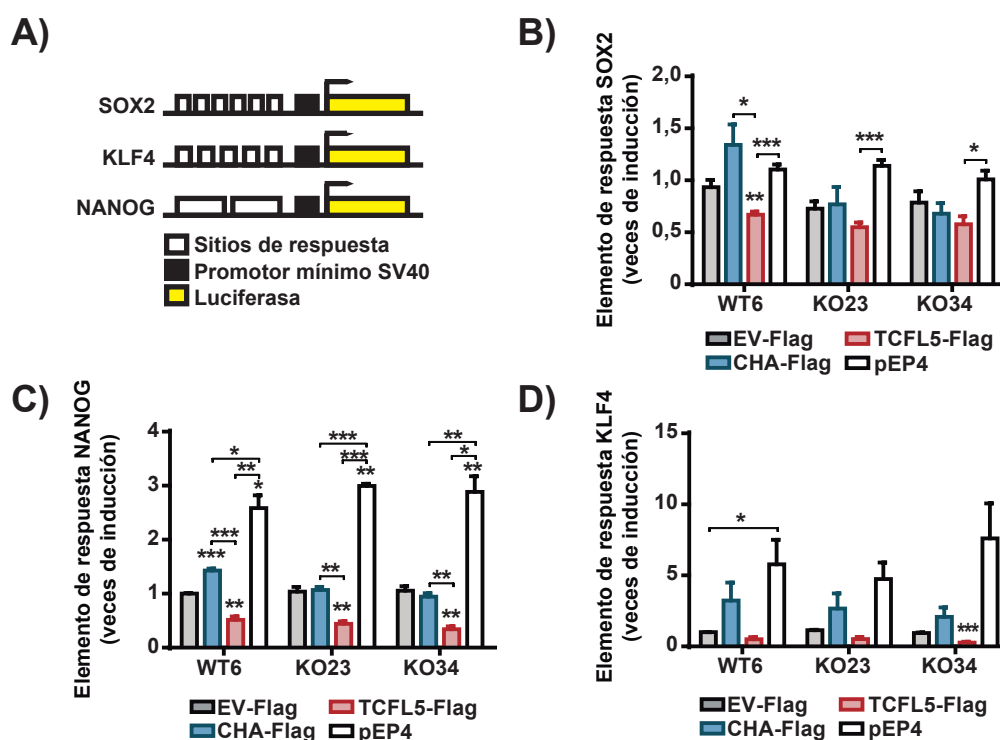 A)
SOX2
KLF4
NANOG
Sitios de respuesta
Promotor mínimo SV40
Luciferasa
B)
Elemento de respuesta SOX2
(veces de inducción)
2,0
1,5
1,0
0,5
0
*
***
**
***
*
WT6 KO23 KO34
EV-Flag TCFL5-Flag
CHA-Flag pEP4
C)
Elemento de respuesta NANOG
(veces de inducción)
4
3
2
1
0
*
**
*
***
***
**
***
***
**
**
**
**
*
**
**
**
WT6 KO23 KO34
EV-Flag TCFL5-Flag
CHA-Flag pEP4
D)
Elemento de respuesta KLF4
(veces de inducción)
15
10
5
0
*
***
WT6 KO23 KO34
EV-Flag TCFL5-Flag
CHA-Flag pEP4